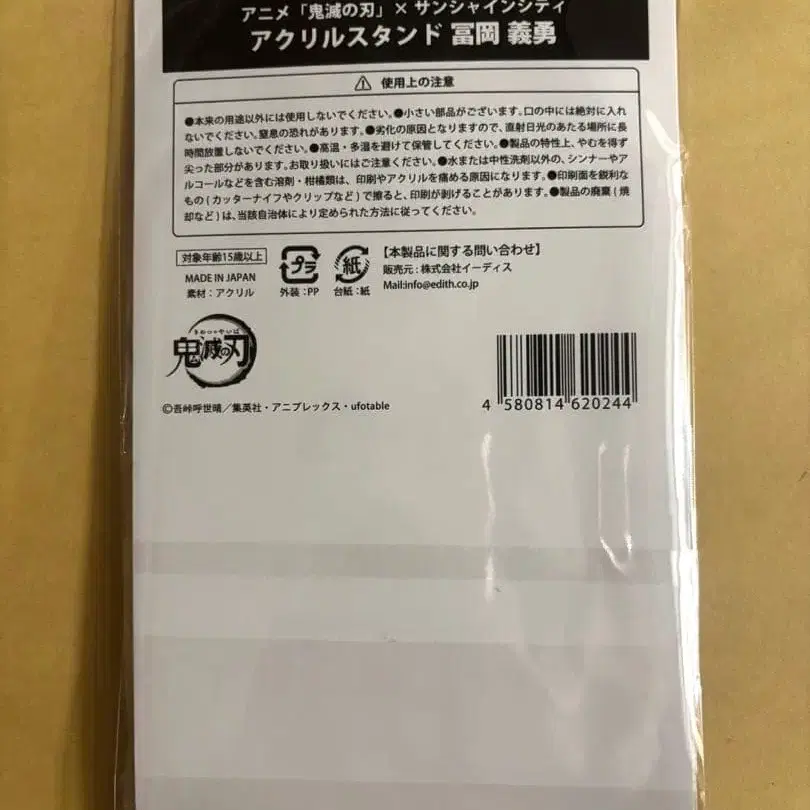 アニメ「鬼滅の刃」× サンシャインシティ
アクリルスタンド 冨岡 義勇
使用上の注意
●本来の用途以外には使用しないでください。●小さい部品がございます。口の中には絶対に入れ
ないでください。窒息の恐れがあります。●劣化の原因となりますので、直射日光のあたる場所に長
時間放置しないでください。●高温・多湿を避けて保管してください。●製品の特性上、やむを得ず
尖った部分があります。お取り扱いにはご注意ください。●水または中性洗剤以外の、シンナーやア
ルコールなどを含む溶剤・柑橘類は、印刷やアクリルを痛める原因になります。●印刷面を鋭利な
もの(カッターナイフやクリップなど)で擦ると、印刷が剥げることがあります。●製品の廃棄(焼
却など)は、当該自治体により定められた方法に従ってください。
対象年齢15歳以上
MADE IN JAPAN
素材：アクリル
プラ
外装：PP
紙
台紙：紙
【本製品に関する問い合わせ】
販売元：株式会社イーディス
Mail:info@edith.co.jp
きめつのやいば
鬼滅の刃
©吾峠呼世晴／集英社・アニプレックス・ufotable
4 580814 620244